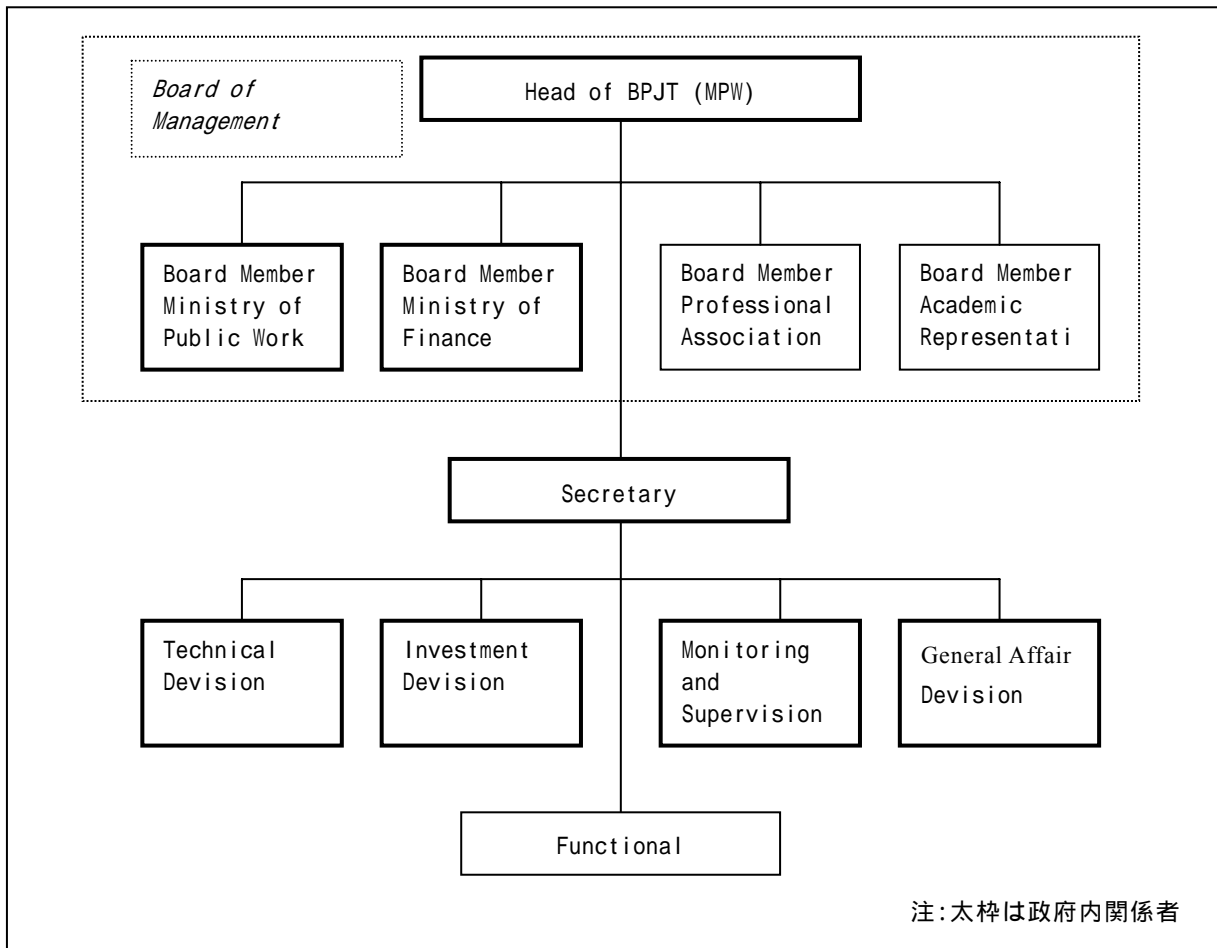 Board of
Management
Head of BPJT (MPW)
Board Member
Ministry of
Public Work
Board Member
Ministry of
Finance
Board Member
Professional
Association
Board Member
Academic
Representati
Secretary
Technical
Devision
Investment
Devision
Monitoring
and
Supervision
General Affair
Devision
Functional
注:太枠は政府内関係者